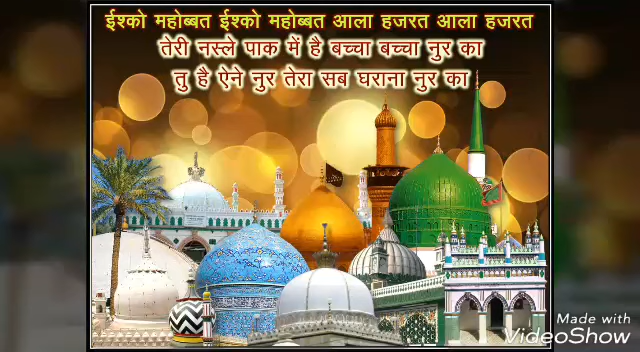 ईश्को महोब्बत ईश्को महोब्बत आला हजरत आला हजरत
तेरी नस्ले पाक में है बच्चा बच्चा नुर का
तु है ऐने नुर तेरा सब घराना नुर का
Made with
VideoShow